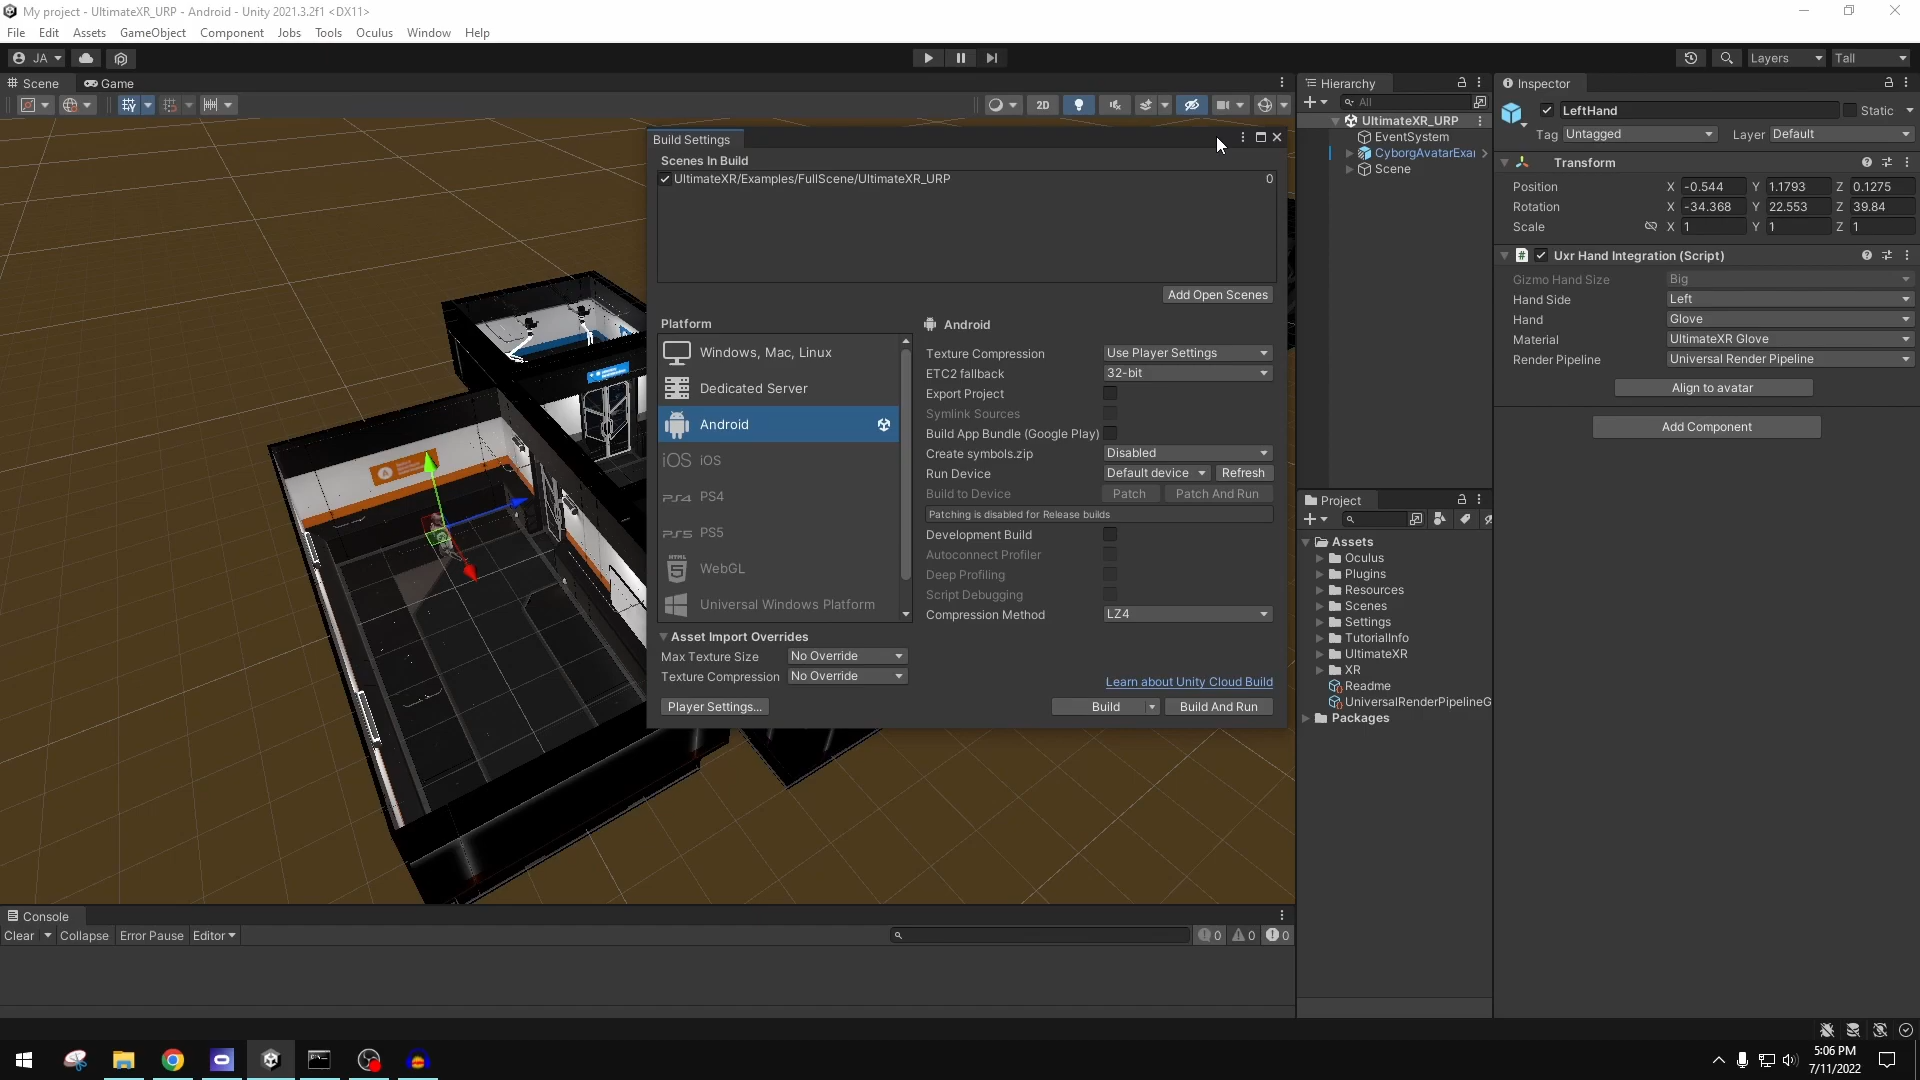 My project - UltimateXR_URP - Android - Unity 2021.3.2f1 <DX11>
File Edit Assets GameObject Component Jobs Tools Oculus Window Help
JA
Layers
Tall
Scene
Game
2D
Build Settings
Scenes In Build
UltimateXR/Examples/FullScene/UltimateXR_URP 0
Add Open Scenes
Platform
Windows, Mac, Linux
Dedicated Server
Android
iOS iOS
PS4 PS4
PS5 PS5
HTML
WebGL
Universal Windows Platform
Android
Texture Compression Use Player Settings
ETC2 fallback 32-bit
Export Project
Symlink Sources
Build App Bundle (Google Play)
Create symbols.zip Disabled
Run Device Default device Refresh
Build to Device Patch Patch And Run
Patching is disabled for Release builds
Development Build
Autoconnect Profiler
Deep Profiling
Script Debugging
Compression Method LZ4
Asset Import Overrides
Max Texture Size No Override
Texture Compression No Override
Learn about Unity Cloud Build
Player Settings...
Build
Build And Run
Hierarchy
All
UltimateXR_URP
EventSystem
CyborgAvatarExa
Scene
Project
Assets
Oculus
Plugins
Resources
Scenes
Settings
TutorialInfo
UltimateXR
XR
Readme
UniversalRenderPipelineG
Packages
Inspector
LeftHand
Static
Tag Untagged
Layer Default
Transform
Position X -0.544 Y 1.1793 Z 0.1275
Rotation X -34.368 Y 22.553 Z 39.84
Scale X 1 Y 1 Z 1
Uxr Hand Integration (Script)
Gizmo Hand Size Big
Hand Side Left
Hand Glove
Material UltimateXR Glove
Render Pipeline Universal Render Pipeline
Align to avatar
Add Component
Console
Clear Collapse Error Pause Editor
0 0 0
5:06 PM
7/11/2022